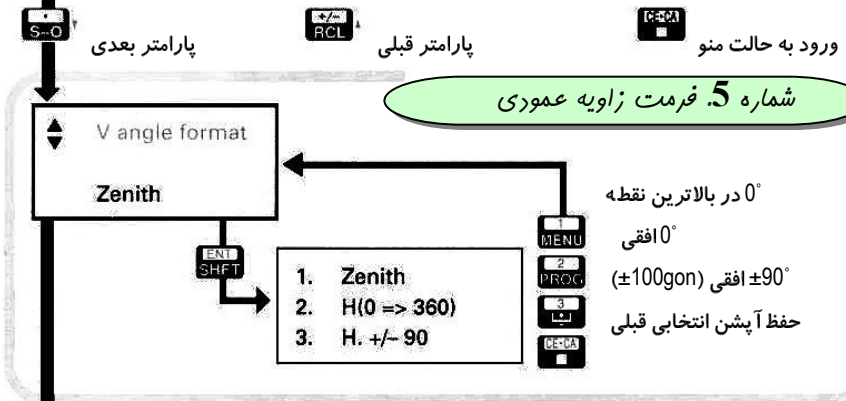 ورود به حالت منو
CE·CA
پارامتر قبلی
+/−
RCL
پارامتر بعدی
·
S⇔O
شماره 5. فرمت زاویه عموری
V angle format
Zenith
ENT
SHFT
1. Zenith
2. H(0 => 360)
3. H. +/− 90
1
MENU
2
PROG
3
CE·CA
0° در بالاترین نقطه
0° افقی
±90° افقی (±100gon)
حفظ آپشن انتخابی قبلی